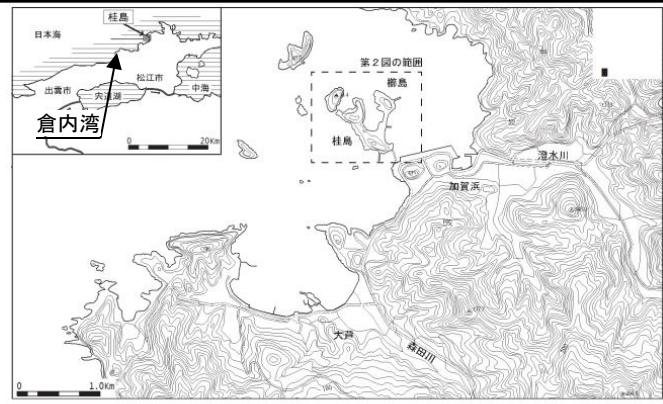 桂島
日本海
松江市
出雲市
宍道湖
中海
倉内湾
0
20Km
第２図の範囲
櫛島
桂島
澄水川
加賀浜
大芦
森田川
0
1.0Km